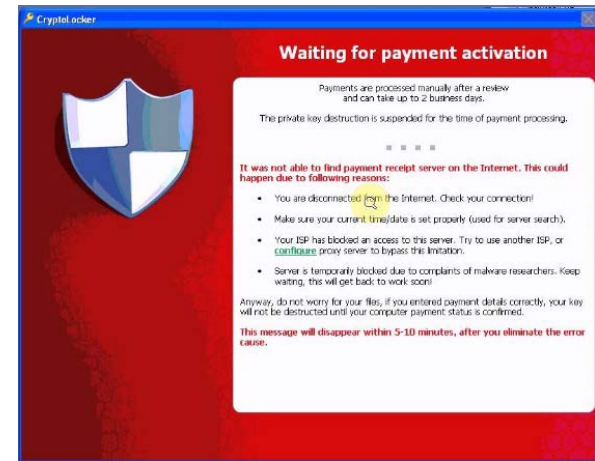 CryptoLocker
Waiting for payment activation
Payments are processed manually after a review
and can take up to 2 business days.
The private key destruction is suspended for the time of payment processing.
It was not able to find payment receipt server on the Internet. This could
happen due to following reasons:
• You are disconnected from the Internet. Check your connection!
• Make sure your current time/date is set properly (used for server search).
• Your ISP has blocked an access to this server. Try to use another ISP, or
configure proxy server to bypass this limitation.
• Server is temporarily blocked due to complaints of malware researchers. Keep
waiting, this will get back to work soon!
Anyway, do not worry for your files, if you entered payment details correctly, your key
will not be destructed until your computer payment status is confirmed.
This message will disappear within 5-10 minutes, after you eliminate the error
cause.